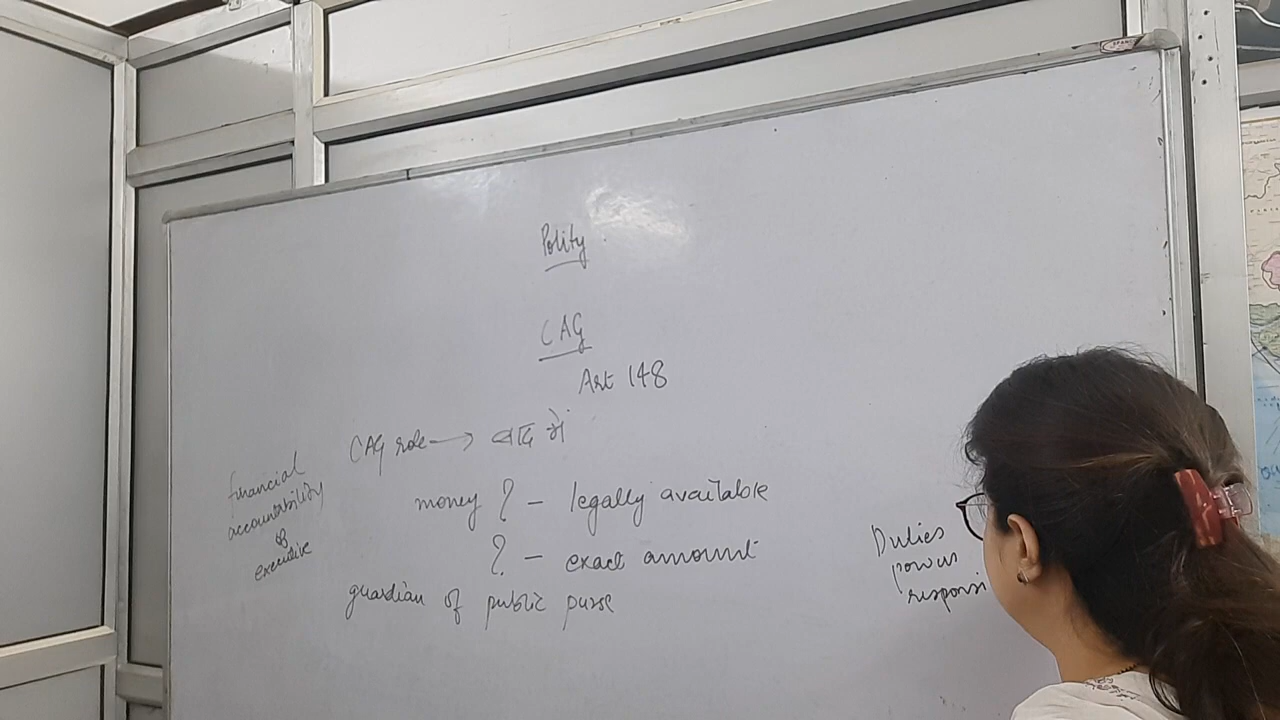 Polity
CAG
Art 148
CAG role → बाद में
financial
accountability
of
executive
money ? - legally available
? - exact amount
guardian of public purse
Duties
powers
responsi